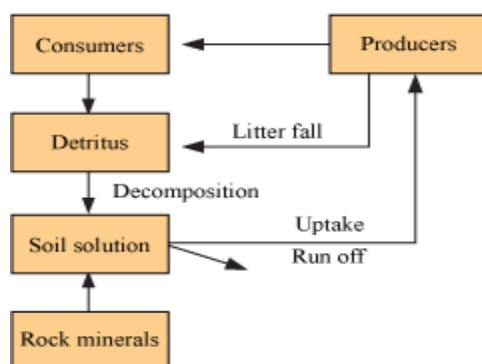 Consumers
Producers
Litter fall
Detritus
Decomposition
Uptake
Soil solution
Run off
Rock minerals